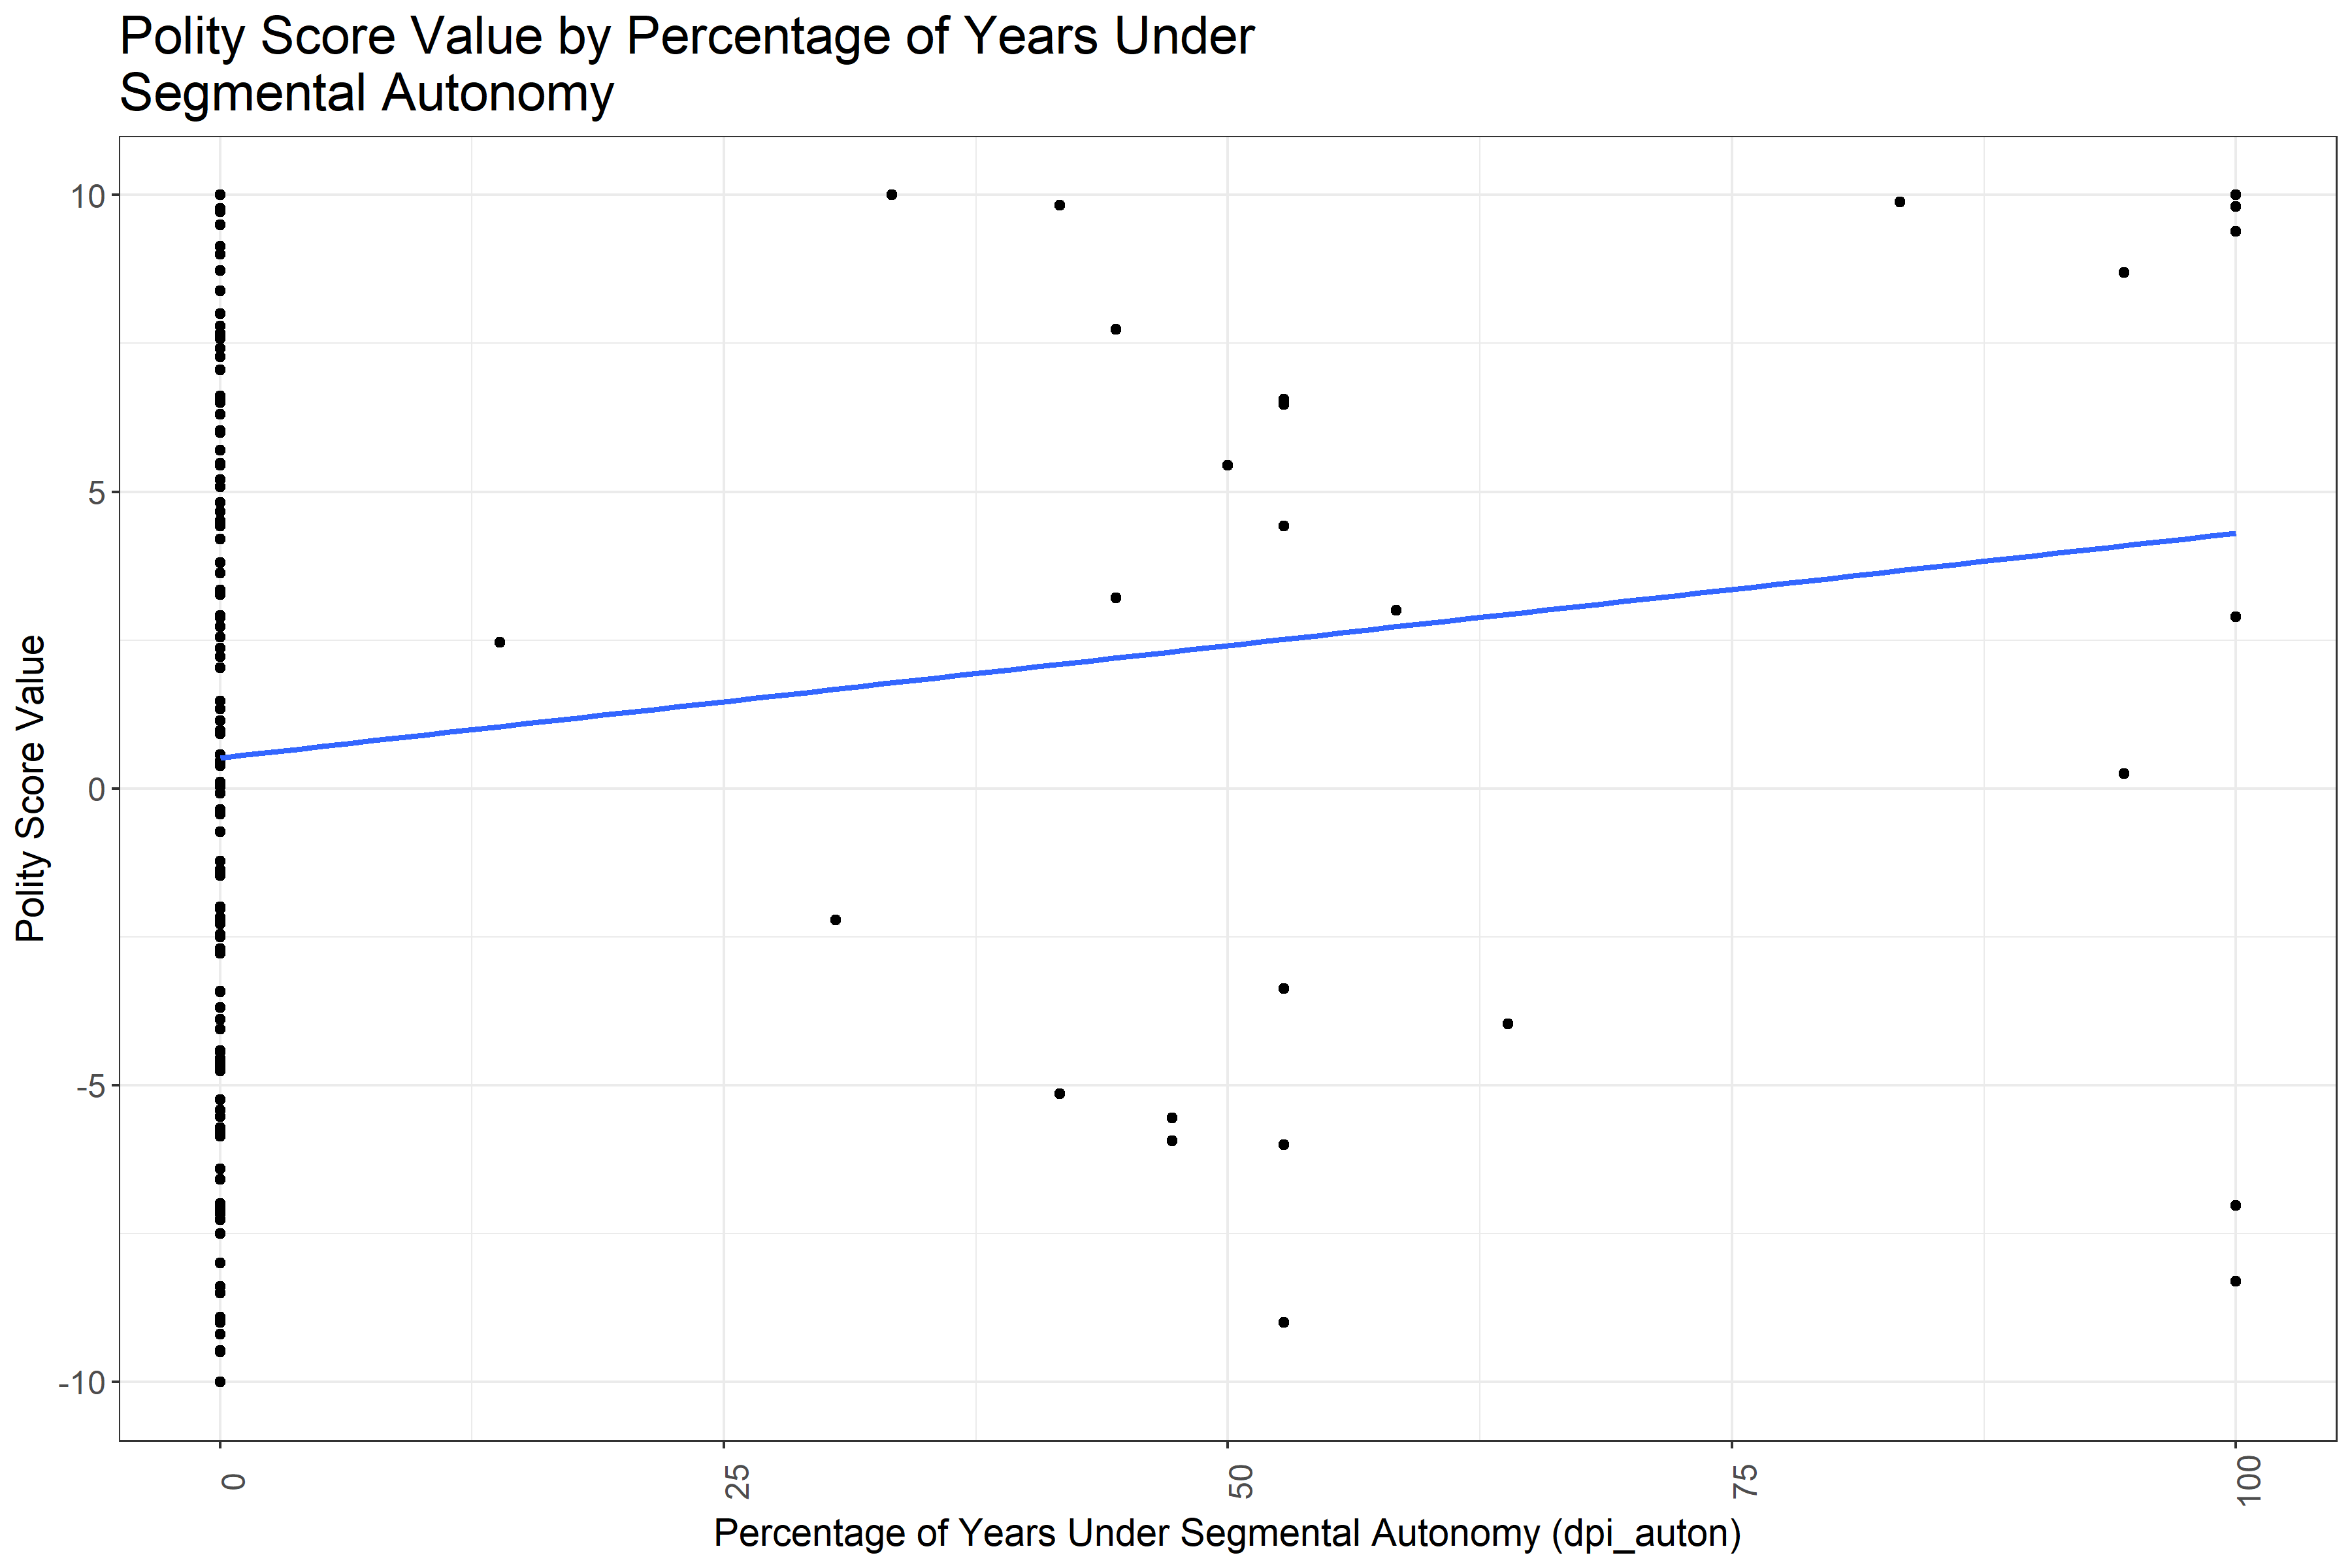 Polity Score Value by Percentage of Years Under
Segmental Autonomy
Polity Score Value
10
5
0
-5
-10
0
25
50
75
100
Percentage of Years Under Segmental Autonomy (dpi_auton)